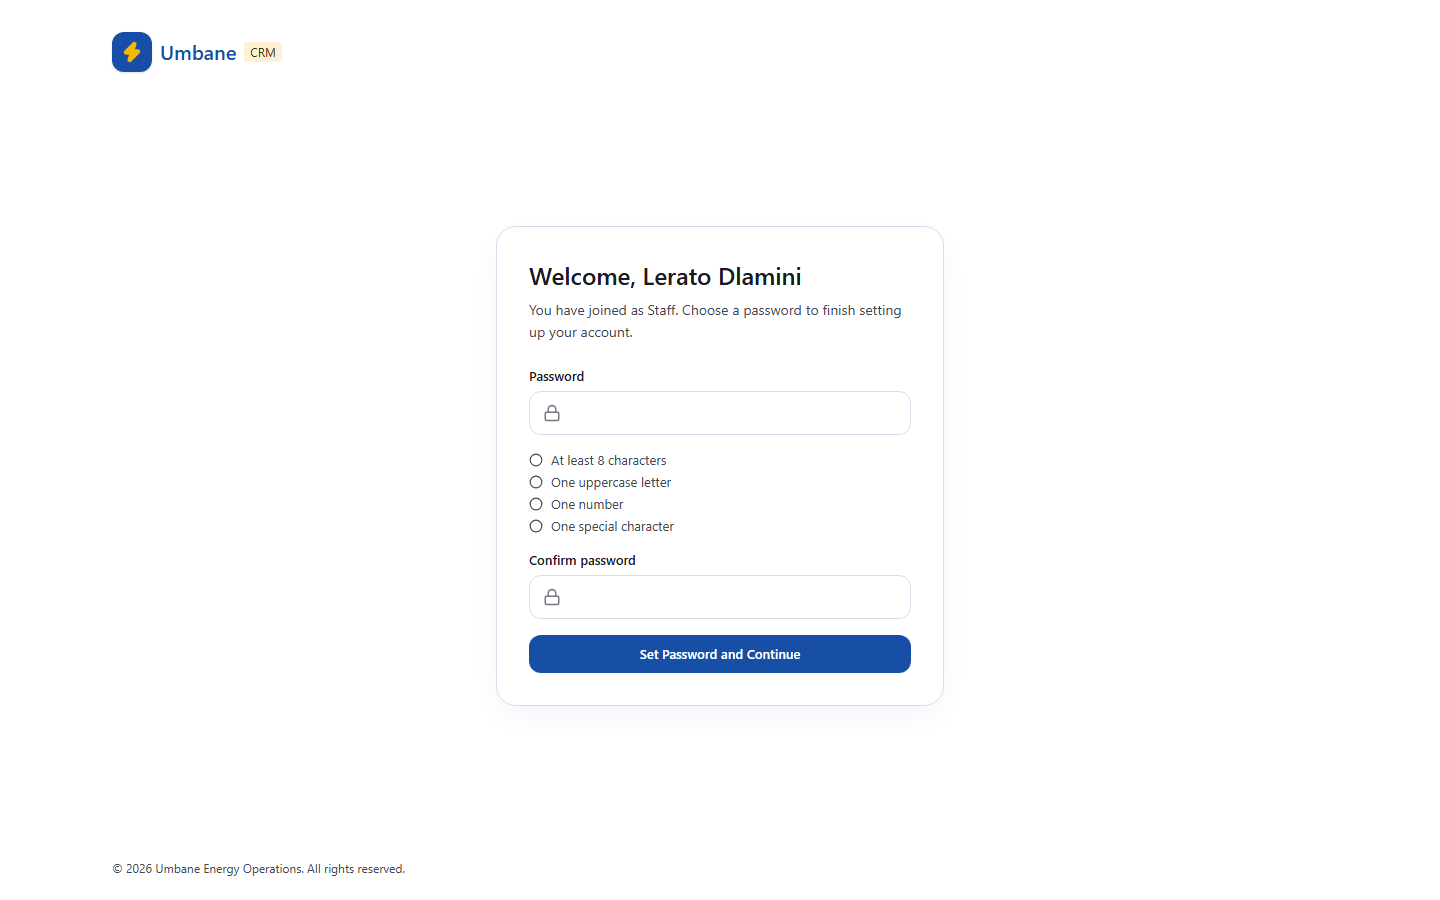 Umbane CRM
Welcome, Lerato Dlamini
You have joined as Staff. Choose a password to finish setting
up your account.
Password
At least 8 characters
One uppercase letter
One number
One special character
Confirm password
Set Password and Continue
© 2026 Umbane Energy Operations. All rights reserved.